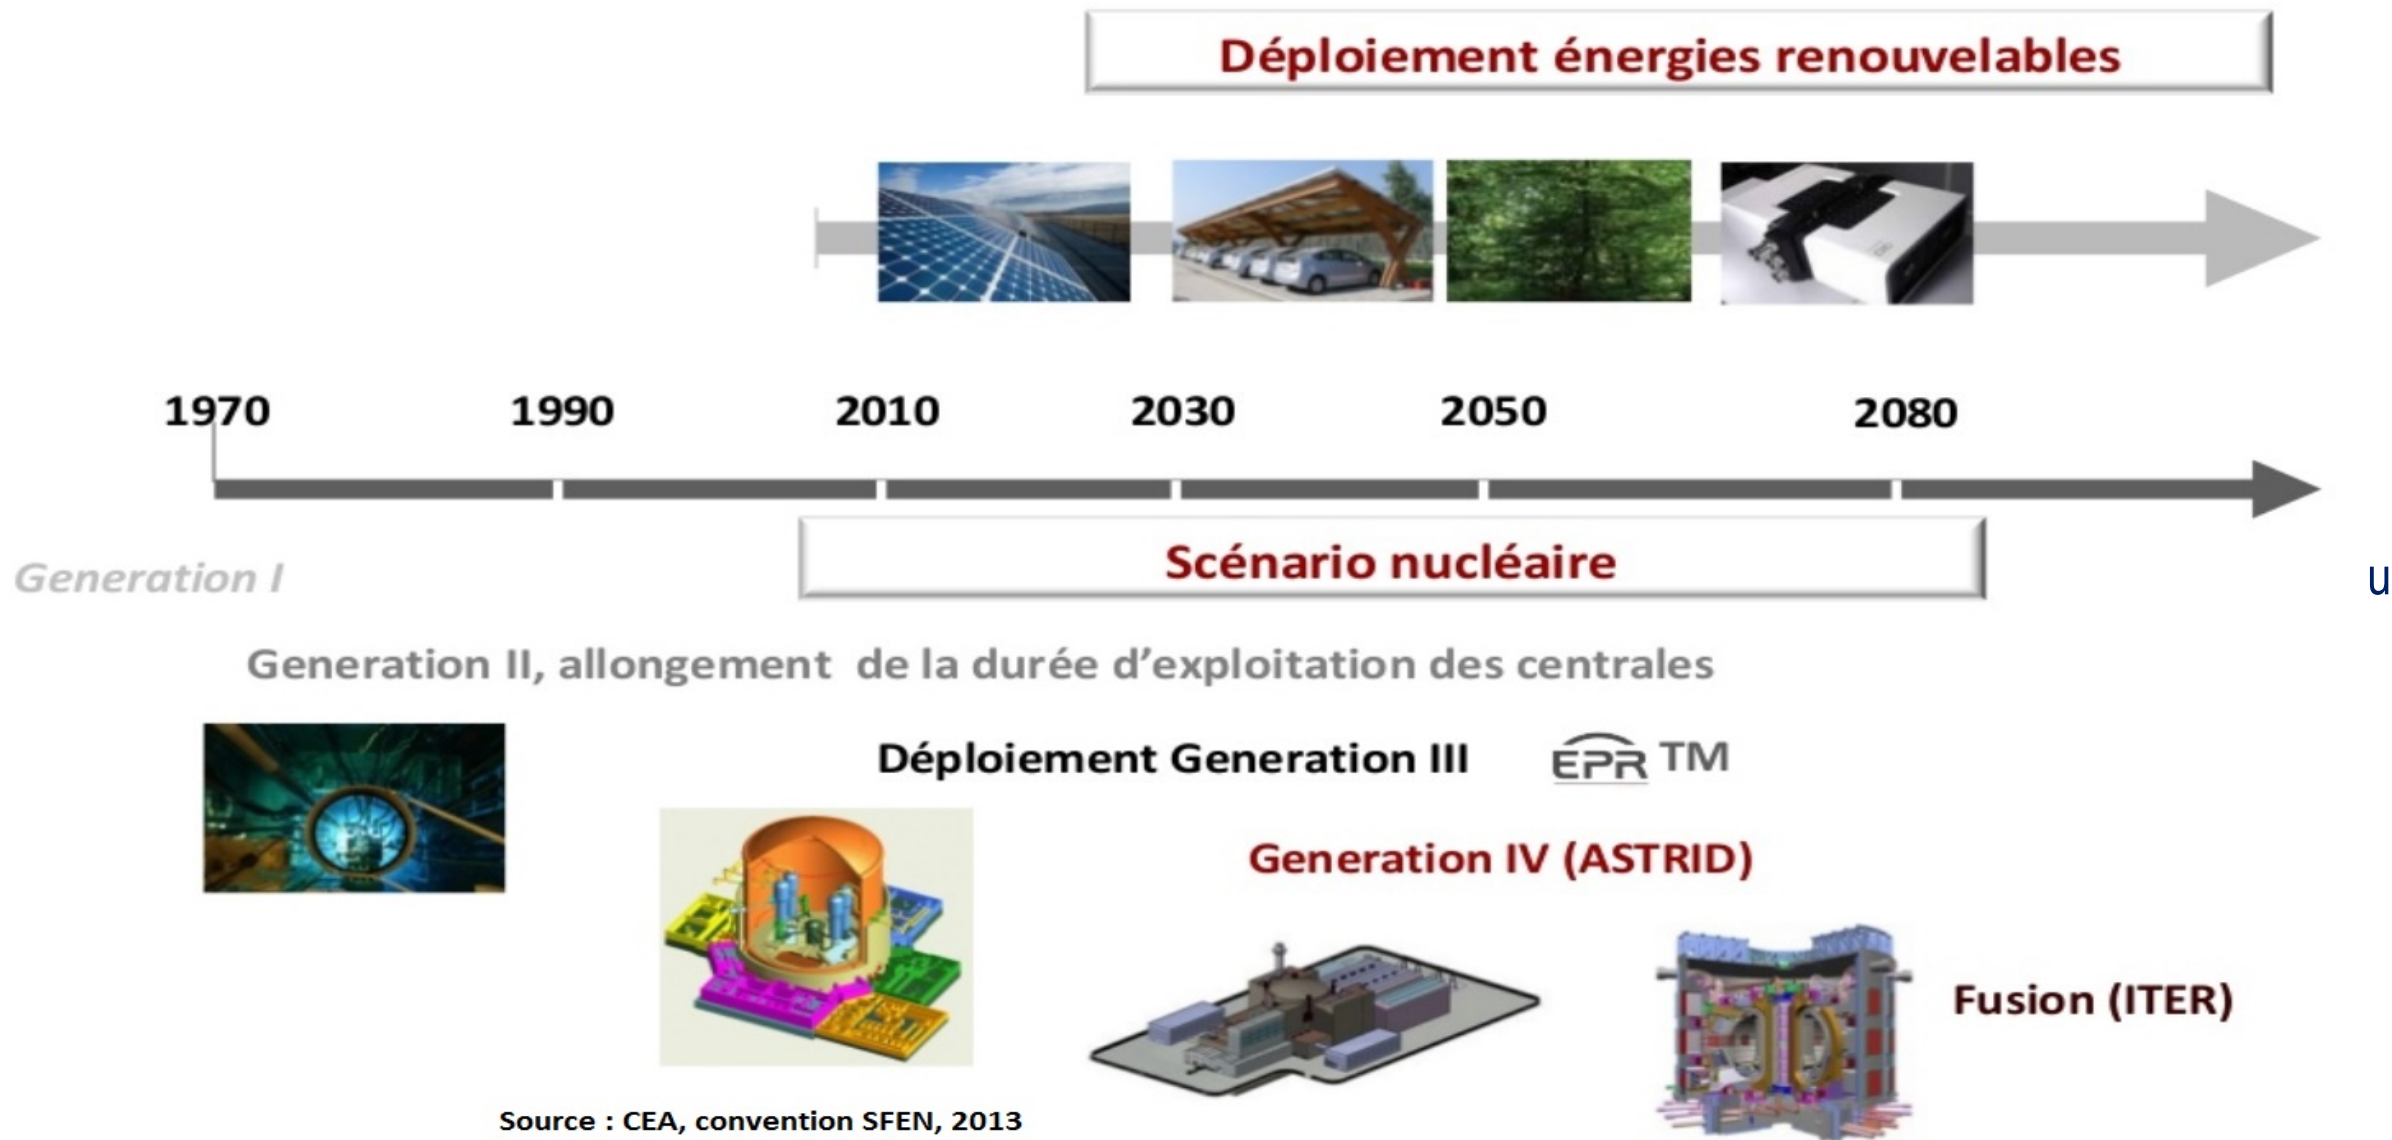 Déploiement énergies renouvelables
1970 1990 2010 2030 2050 2080
Scénario nucléaire
Generation I
u
Generation II, allongement de la durée d’exploitation des centrales
Déploiement Generation III EPR TM
Generation IV (ASTRID)
Fusion (ITER)
Source : CEA, convention SFEN, 2013